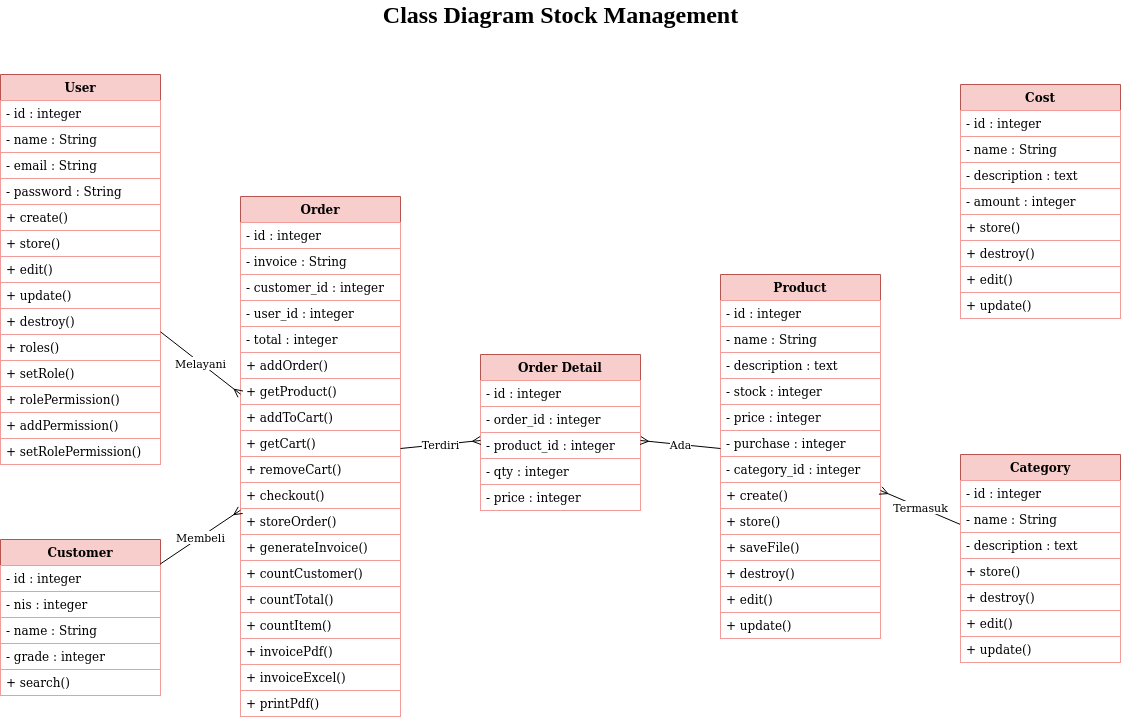 Class Diagram Stock Management
User
- id : integer
- name : String
- email : String
- password : String
+ create()
+ store()
+ edit()
+ update()
+ destroy()
+ roles()
+ setRole()
+ rolePermission()
+ addPermission()
+ setRolePermission()
Customer
- id : integer
- nis : integer
- name : String
- grade : integer
+ search()
Melayani
Membeli
Order
- id : integer
- invoice : String
- customer_id : integer
- user_id : integer
- total : integer
+ addOrder()
+ getProduct()
+ addToCart()
+ getCart()
+ removeCart()
+ checkout()
+ storeOrder()
+ generateInvoice()
+ countCustomer()
+ countTotal()
+ countItem()
+ invoicePdf()
+ invoiceExcel()
+ printPdf()
Terdiri
Order Detail
- id : integer
- order_id : integer
- product_id : integer
- qty : integer
- price : integer
Ada
Product
- id : integer
- name : String
- description : text
- stock : integer
- price : integer
- purchase : integer
- category_id : integer
+ create()
+ store()
+ saveFile()
+ destroy()
+ edit()
+ update()
Termasuk
Cost
- id : integer
- name : String
- description : text
- amount : integer
+ store()
+ destroy()
+ edit()
+ update()
Category
- id : integer
- name : String
- description : text
+ store()
+ destroy()
+ edit()
+ update()